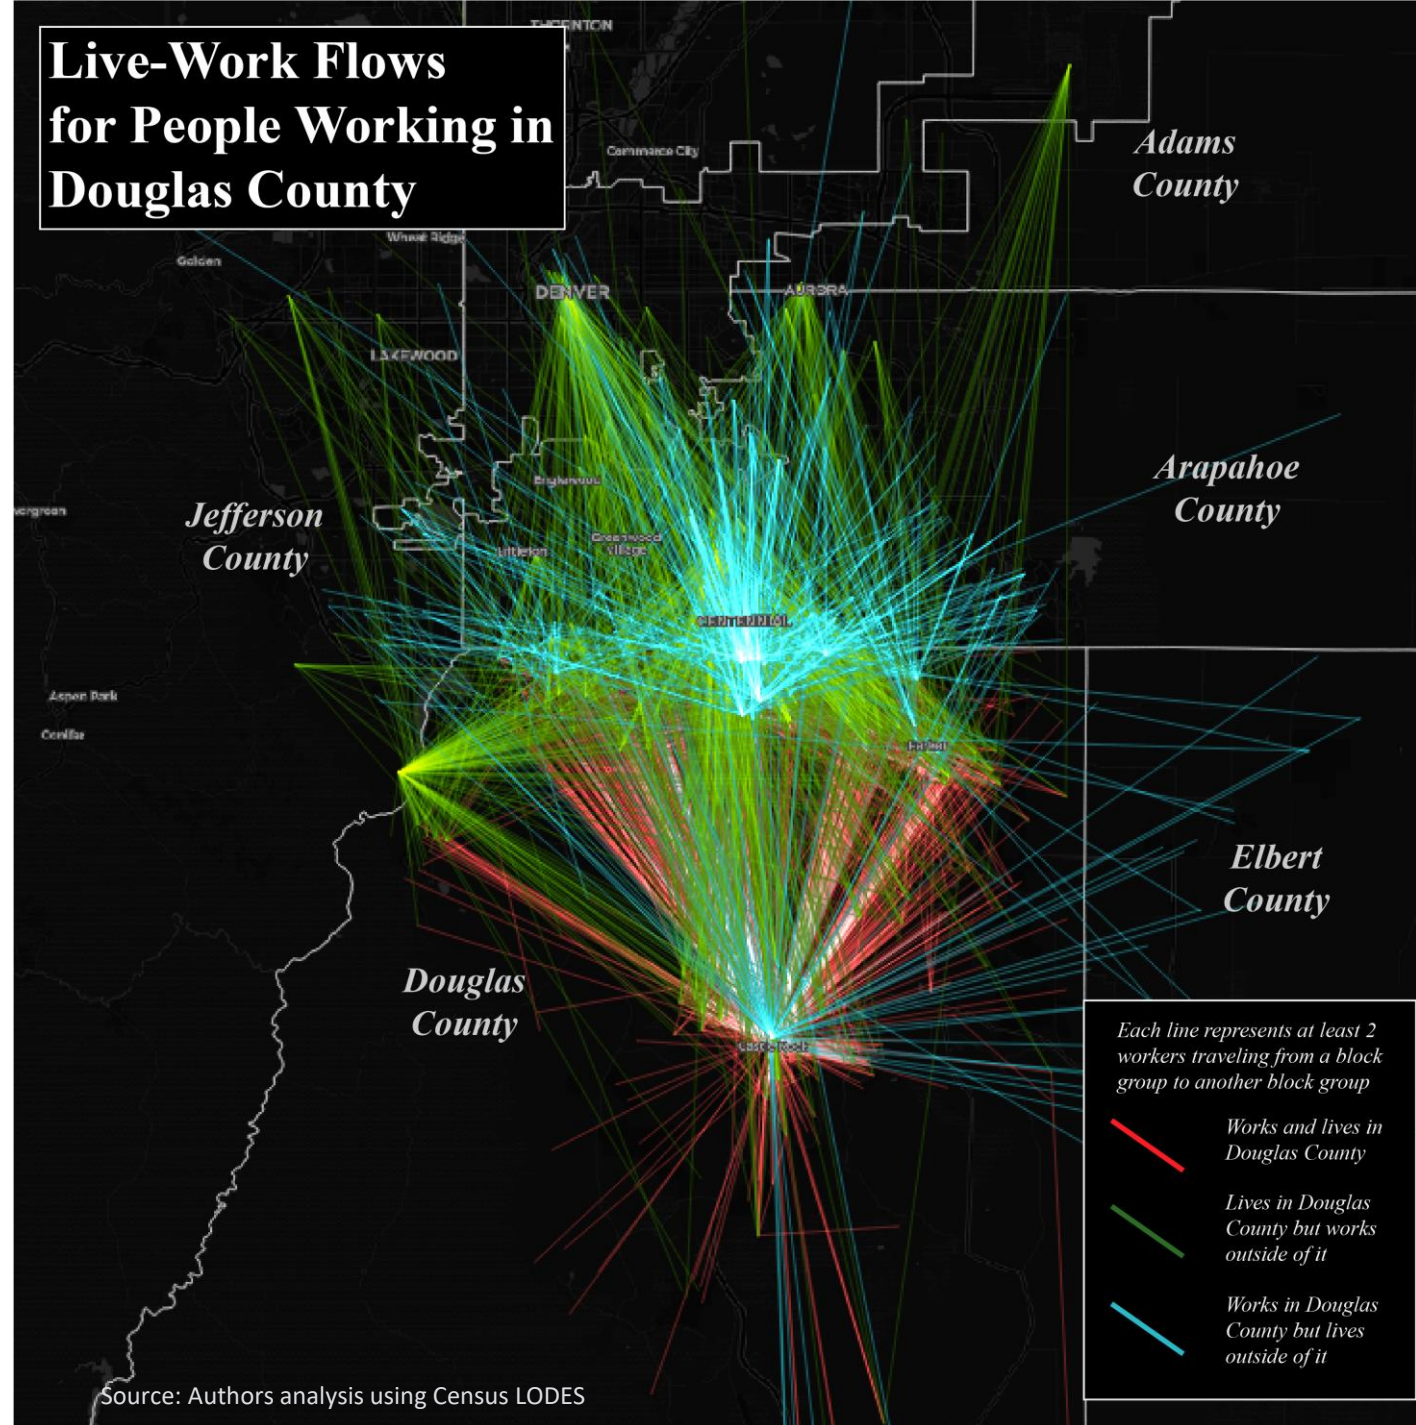 THORNTON
Live-Work Flows
for People Working in
Douglas County
Commerce City
Adams
County
Wheat Ridge
Golden
DENVER
AURORA
LAKEWOOD
Arapahoe
County
Englewood
Jefferson
County
Littleton
Greenwood
Village
CENTENNIAL
Aspen Park
Conifer
Parker
Elbert
County
Douglas
County
Castle Rock
Each line represents at least 2
workers traveling from a block
group to another block group
Works and lives in
Douglas County
Lives in Douglas
County but works
outside of it
Works in Douglas
County but lives
outside of it
Source: Authors analysis using Census LODES